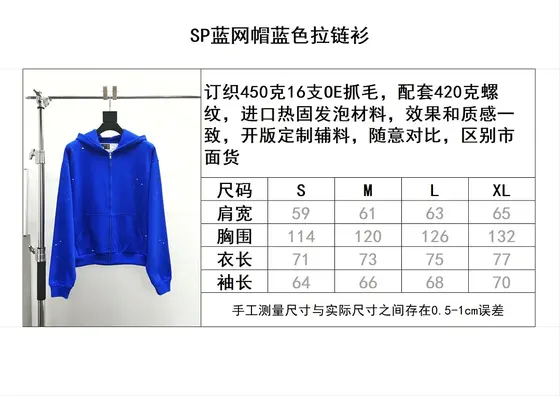 SP蓝网帽蓝色拉链衫
订织450克16支OE抓毛，配套420克螺
纹，进口热固发泡材料，效果和质感一
致，开版定制辅料，随意对比，区别市
面货
尺码 S M L XL
肩宽 59 61 63 65
胸围 114 120 126 132
衣长 71 73 75 77
袖长 64 66 68 70
手工测量尺寸与实际尺寸之间存在0.5-1cm误差